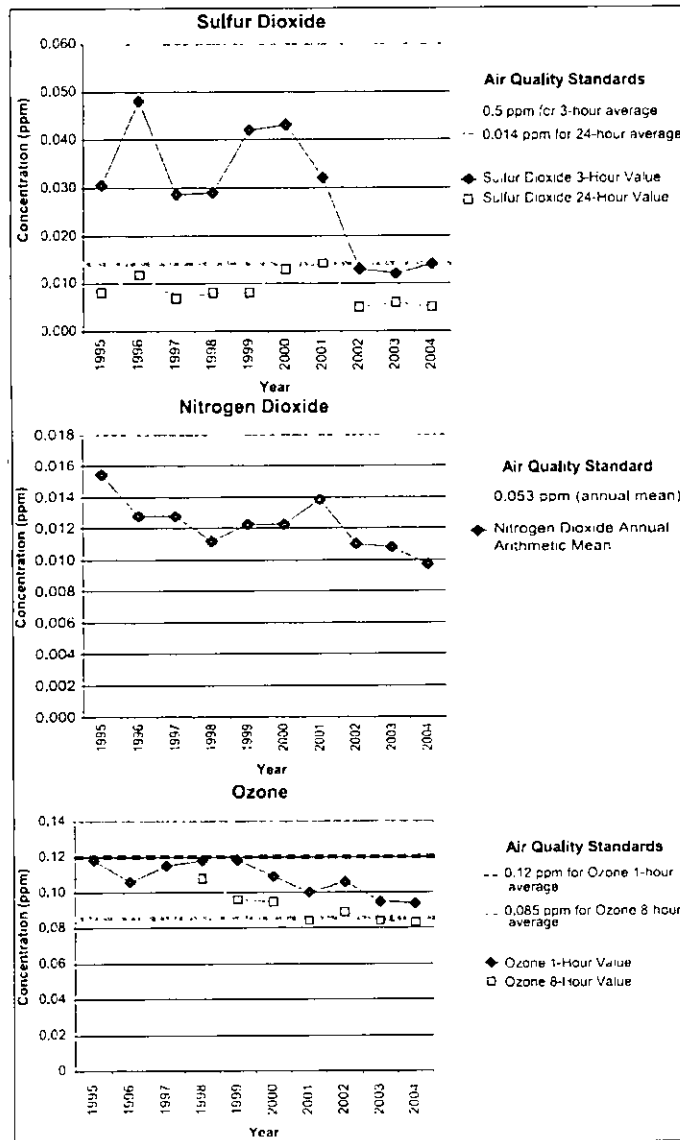 Sulfur Dioxide
0.060
0.050
0.040
0.030
0.020
0.010
0.000
Concentration (ppm)
1995
1996
1997
1998
1999
2000
2001
2002
2003
2004
Year
Air Quality Standards
0.5 ppm for 3-hour average
0.014 ppm for 24-hour average
Sulfur Dioxide 3-Hour Value
Sulfur Dioxide 24-Hour Value
Nitrogen Dioxide
0.018
0.016
0.014
0.012
0.010
0.008
0.006
0.004
0.002
0.000
Concentration (ppm)
1995
1996
1997
1998
1999
2000
2001
2002
2003
2004
Year
Air Quality Standard
0.053 ppm (annual mean)
Nitrogen Dioxide Annual
Arithmetic Mean
Ozone
0.14
0.12
0.10
0.08
0.06
0.04
0.02
0
Concentration (ppm)
1995
1996
1997
1998
1999
2000
2001
2002
2003
2004
Year
Air Quality Standards
0.12 ppm for Ozone 1-hour
average
0.085 ppm for Ozone 8 hour
average
Ozone 1-Hour Value
Ozone 8-Hour Value